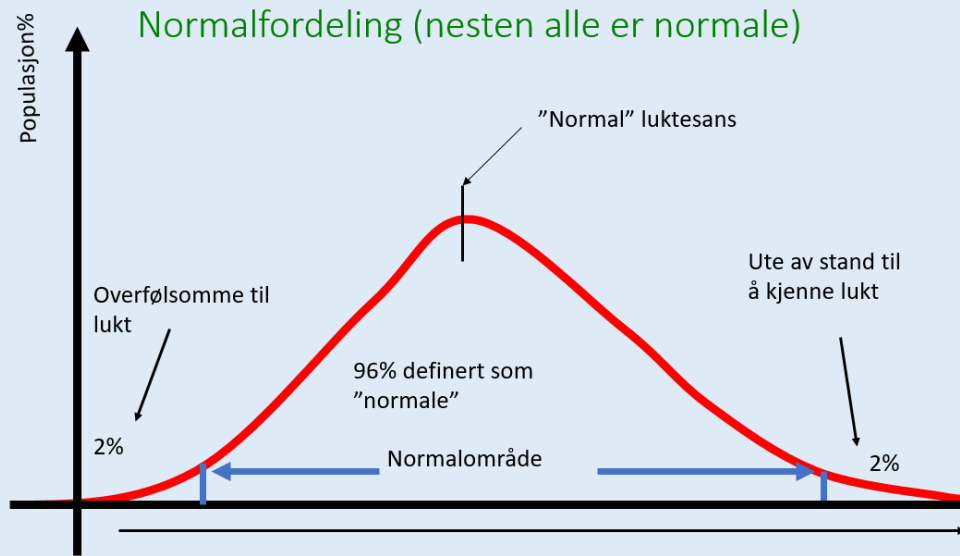 Normalfordeling (nesten alle er normale)
Populasjon%
”Normal” luktesans
Overfølsomme til
lukt
Ute av stand til
å kjenne lukt
96% definert som
”normale”
2%
Normalområde
2%